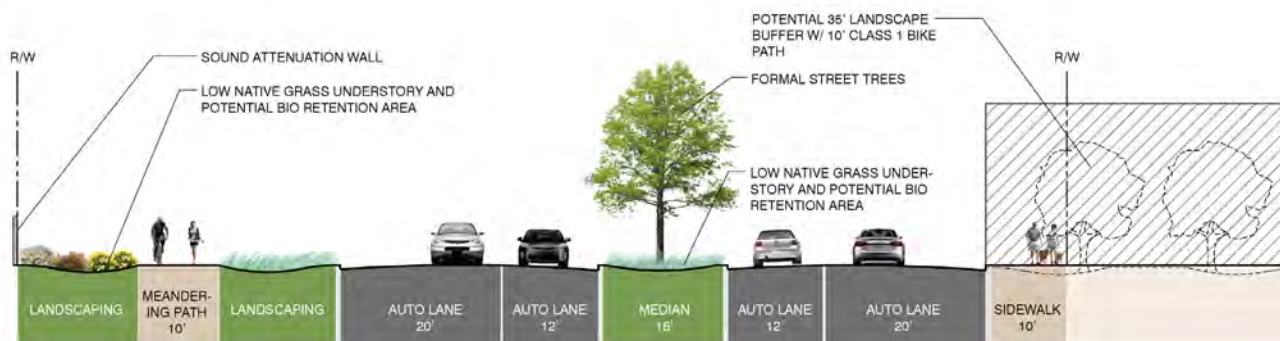 POTENTIAL 35' LANDSCAPE
BUFFER W/ 10' CLASS 1 BIKE
PATH
R/W
SOUND ATTENUATION WALL
R/W
FORMAL STREET TREES
LOW NATIVE GRASS UNDERSTORY AND
POTENTIAL BIO RETENTION AREA
LOW NATIVE GRASS UNDER-
STORY AND POTENTIAL BIO
RETENTION AREA
LANDSCAPING
MEANDER-
ING PATH
10'
LANDSCAPING
AUTO LANE
20'
AUTO LANE
12'
MEDIAN
16'
AUTO LANE
12'
AUTO LANE
20'
SIDEWALK
10'